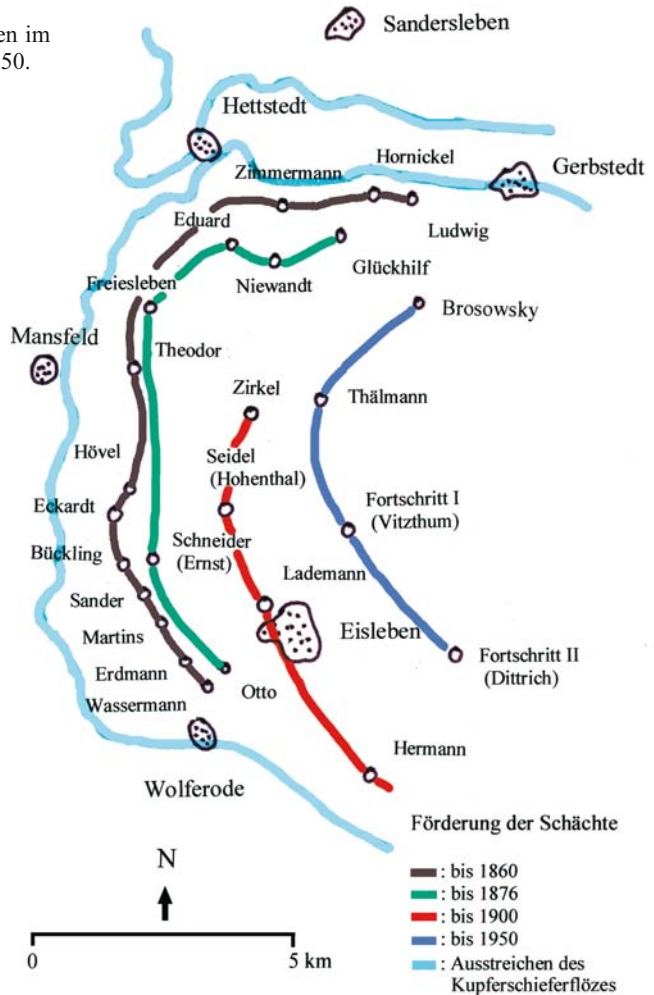 en im
50.
Sandersleben
Hettstedt
Zimmermann
Hornickel
Gerbstedt
Eduard
Ludwig
Glückhilf
Freiesleben
Niewandt
Brosowsky
Mansfeld
Theodor
Zirkel
Thälmann
Hövel
Seidel
(Hohenthal)
Eckardt
Fortschritt I
(Vitzthum)
Schneider
(Ernst)
Bückling
Lademann
Sander
Eisleben
Martins
Fortschritt II
(Dittrich)
Erdmann
Otto
Wassermann
Hermann
Wolferode
Förderung der Schächte
N
: bis 1860
: bis 1876
: bis 1900
: bis 1950
: Ausstreichen des
Kupferschieferflözes
0
5 km